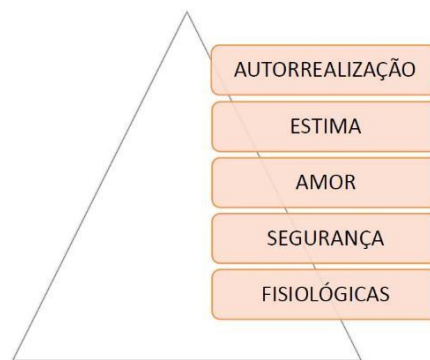 AUTORREALIZAÇÃO
ESTIMA
AMOR
SEGURANÇA
FISIOLÓGICAS